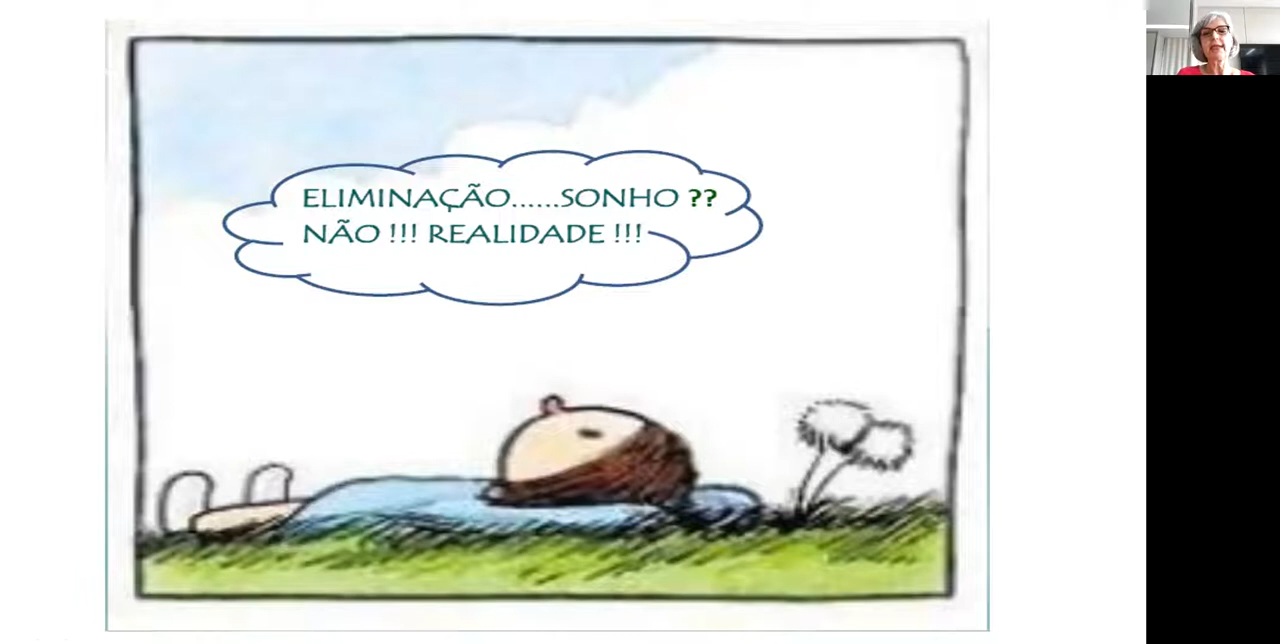 ELIMINAÇÃO......SONHO ??
NÃO !!! REALIDADE !!!